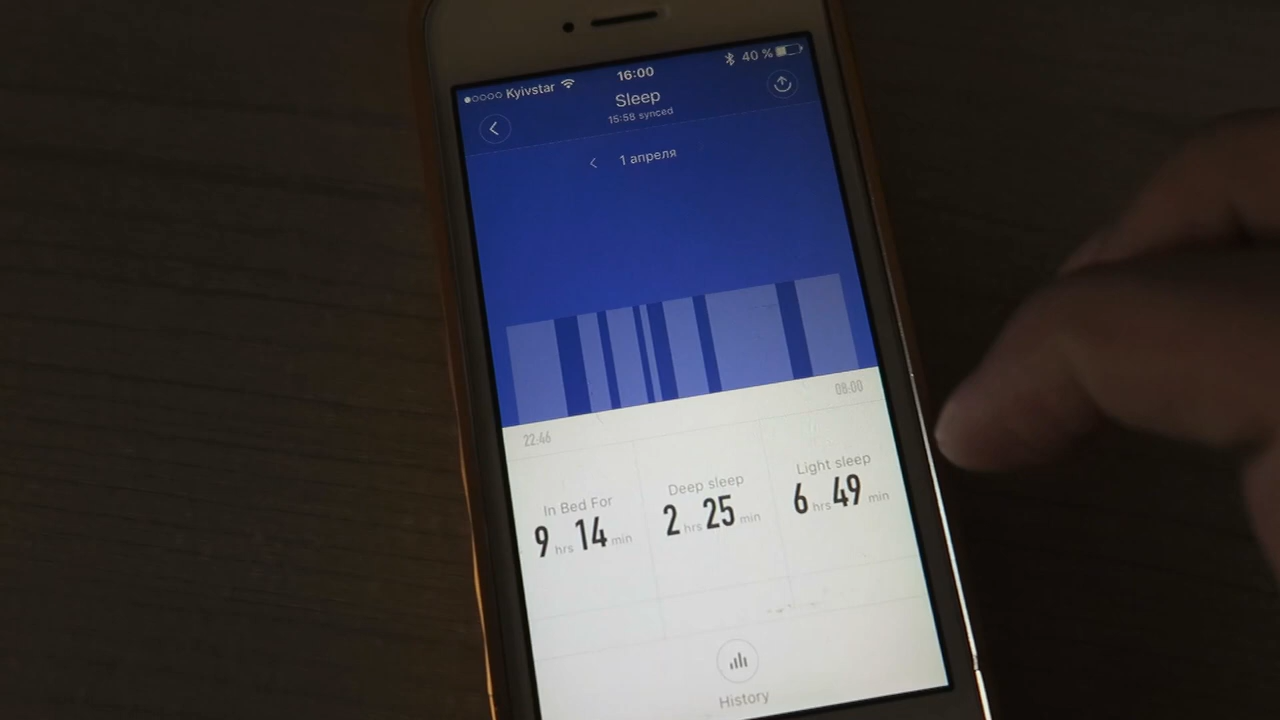 Kyivstar 16:00 40 %
Sleep
15:58 synced
1 апреля
22:46 08:00
In Bed For Deep sleep Light sleep
9 hrs 14 min 2 hrs 25 min 6 hrs 49 min
History